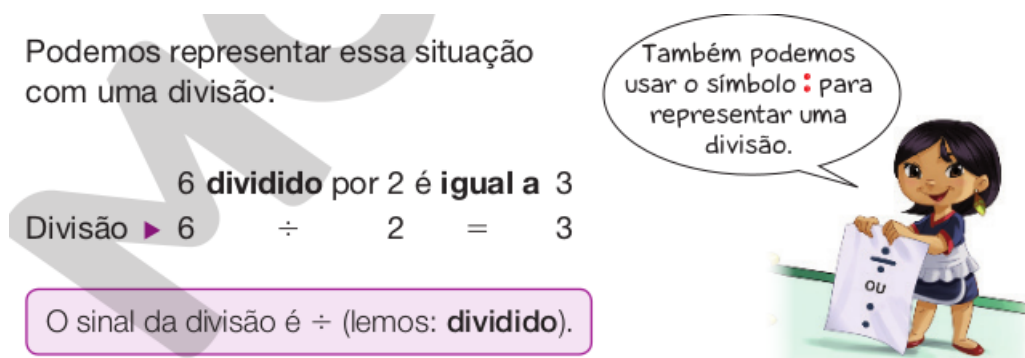 Podemos representar essa situação
com uma divisão:
6 dividido por 2 é igual a 3
Divisão ▶ 6 ÷ 2 = 3
O sinal da divisão é ÷ (lemos: dividido).
Também podemos
usar o símbolo : para
representar uma
divisão.
÷
OU
: